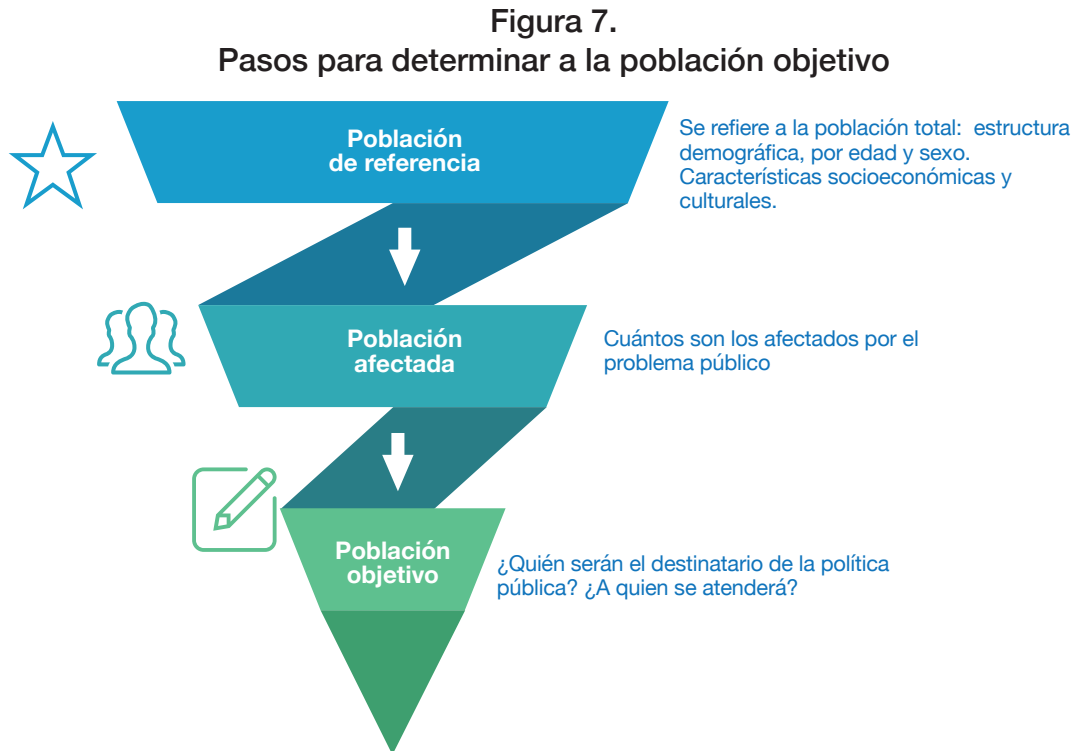 Figura 7.
Pasos para determinar a la población objetivo
Población
de referencia
Se refiere a la población total:  estructura
demográfica, por edad y sexo.
Características socioeconómicas y
culturales.
Población
afectada
Cuántos son los afectados por el
problema público
Población
objetivo
¿Quién serán el destinatario de la política
pública? ¿A quien se atenderá?